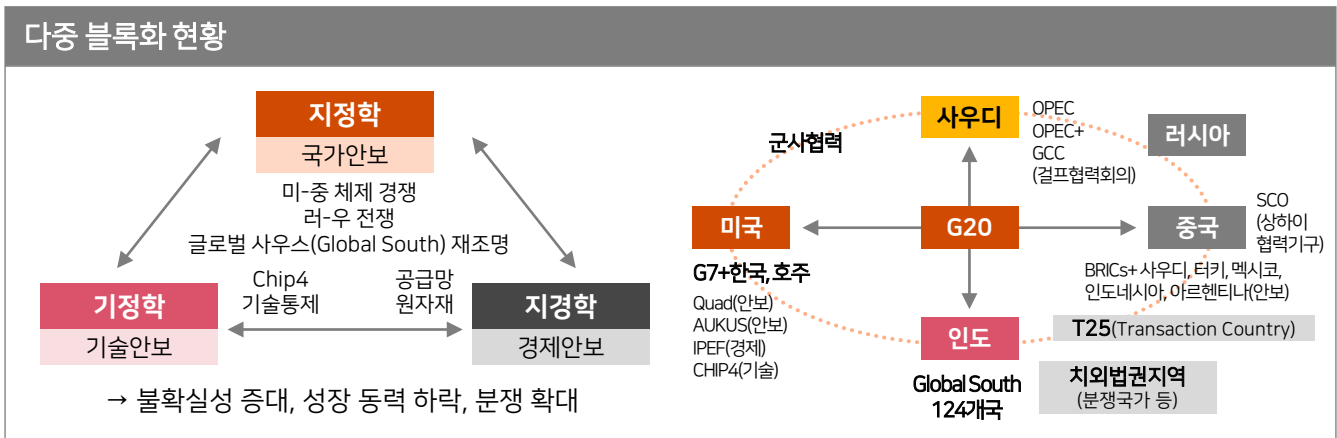 다중 블록화 현황
지정학
국가안보
미-중 체제 경쟁
러-우 전쟁
글로벌 사우스(Global South) 재조명
Chip4
기술통제
공급망
원자재
기정학
기술안보
지경학
경제안보
→ 불확실성 증대, 성장 동력 하락, 분쟁 확대
군사협력
사우디
OPEC
OPEC+
GCC
(걸프협력회의)
러시아
미국
G20
중국
SCO
(상하이
협력기구)
G7+한국, 호주
Quad(안보)
AUKUS(안보)
IPEF(경제)
CHIP4(기술)
BRICs+ 사우디, 터키, 멕시코,
인도네시아, 아르헨티나(안보)
인도
Global South
124개국
T25(Transaction Country)
치외법권지역
(분쟁국가 등)